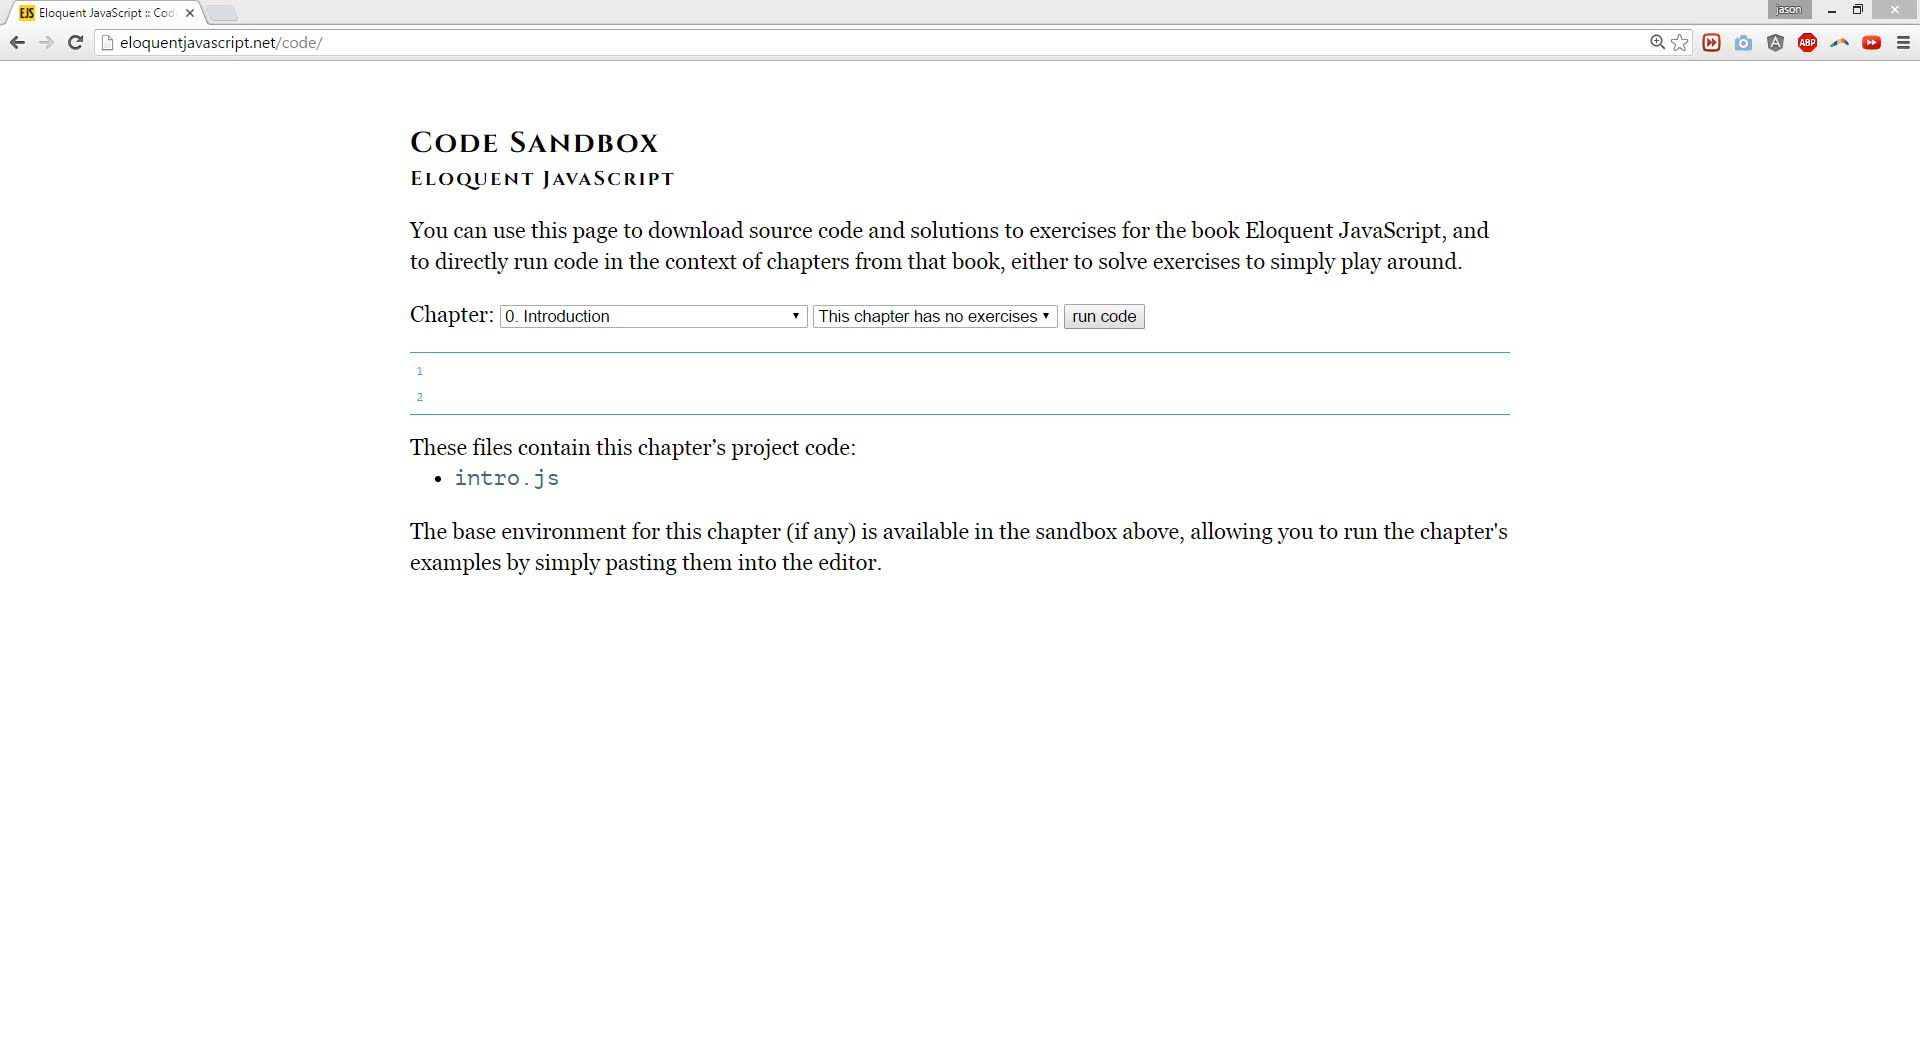 EJS Eloquent JavaScript :: Cod
jason
eloquentjavascript.net/code/
ABP
Code Sandbox
Eloquent JavaScript
You can use this page to download source code and solutions to exercises for the book Eloquent JavaScript, and
to directly run code in the context of chapters from that book, either to solve exercises to simply play around.
Chapter: 0. Introduction This chapter has no exercises run code
1
2
These files contain this chapter’s project code:
• intro.js
The base environment for this chapter (if any) is available in the sandbox above, allowing you to run the chapter's
examples by simply pasting them into the editor.